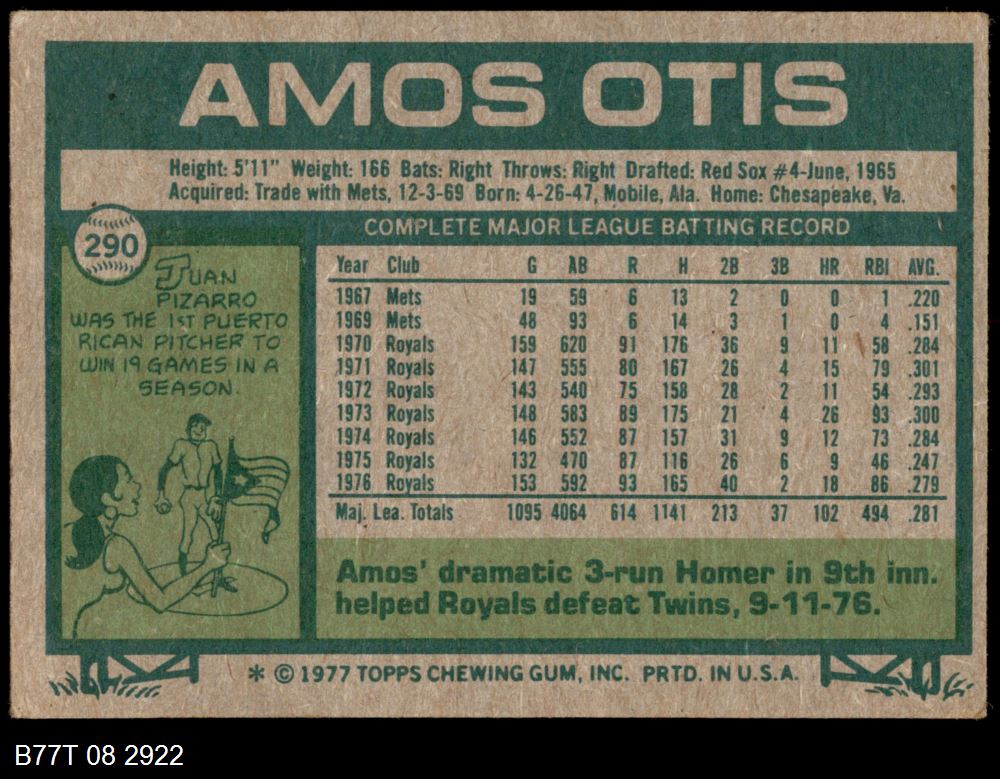 AMOS OTIS
Height: 5'11" Weight: 166 Bats: Right Throws: Right Drafted: Red Sox #4-June, 1965
Acquired: Trade with Mets, 12-3-69 Born: 4-26-47, Mobile, Ala. Home: Chesapeake, Va.
290
JUAN
PIZARRO
WAS THE 1ST PUERTO
RICAN PITCHER TO
WIN 19 GAMES IN A
SEASON.
COMPLETE MAJOR LEAGUE BATTING RECORD
Year Club G AB R H 2B 3B HR RBI AVG.
1967 Mets 19 59 6 13 2 0 0 1 .220
1969 Mets 48 93 6 14 3 1 0 4 .151
1970 Royals 159 620 91 176 36 9 11 58 .284
1971 Royals 147 555 80 167 26 4 15 79 .301
1972 Royals 143 540 75 158 28 2 11 54 .293
1973 Royals 148 583 89 175 21 4 26 93 .300
1974 Royals 146 552 87 157 31 9 12 73 .284
1975 Royals 132 470 87 116 26 6 9 46 .247
1976 Royals 153 592 93 165 40 2 18 86 .279
Maj. Lea. Totals 1095 4064 614 1141 213 37 102 494 .281
Amos' dramatic 3-run Homer in 9th inn.
helped Royals defeat Twins, 9-11-76.
* © 1977 TOPPS CHEWING GUM, INC. PRTD. IN U.S.A.
B77T 08 2922